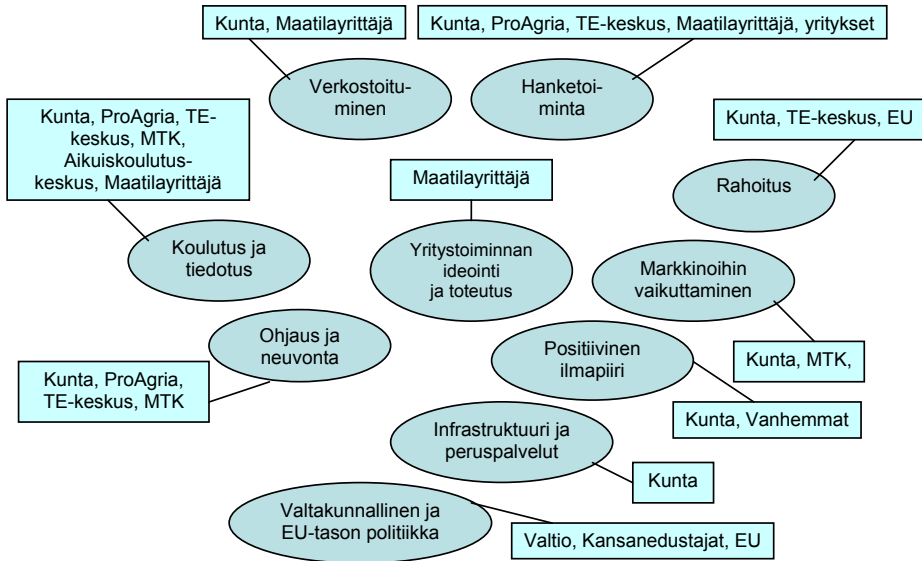 Kunta, Maatilayrittäjä
Kunta, ProAgria, TE-keskus, Maatilayrittäjä, yritykset
Verkostoitu-
minen
Hanketoi-
minta
Kunta, ProAgria, TE-
keskus, MTK,
Aikuiskoulutus-
keskus, Maatilayrittäjä
Kunta, TE-keskus, EU
Maatilayrittäjä
Rahoitus
Koulutus ja
tiedotus
Yritystoiminnan
ideointi
ja toteutus
Markkinoihin
vaikuttaminen
Ohjaus ja
neuvonta
Positiivinen
ilmapiiri
Kunta, MTK,
Kunta, ProAgria,
TE-keskus, MTK
Kunta, Vanhemmat
Infrastruktuuri ja
peruspalvelut
Kunta
Valtakunnallinen ja
EU-tason politiikka
Valtio, Kansanedustajat, EU